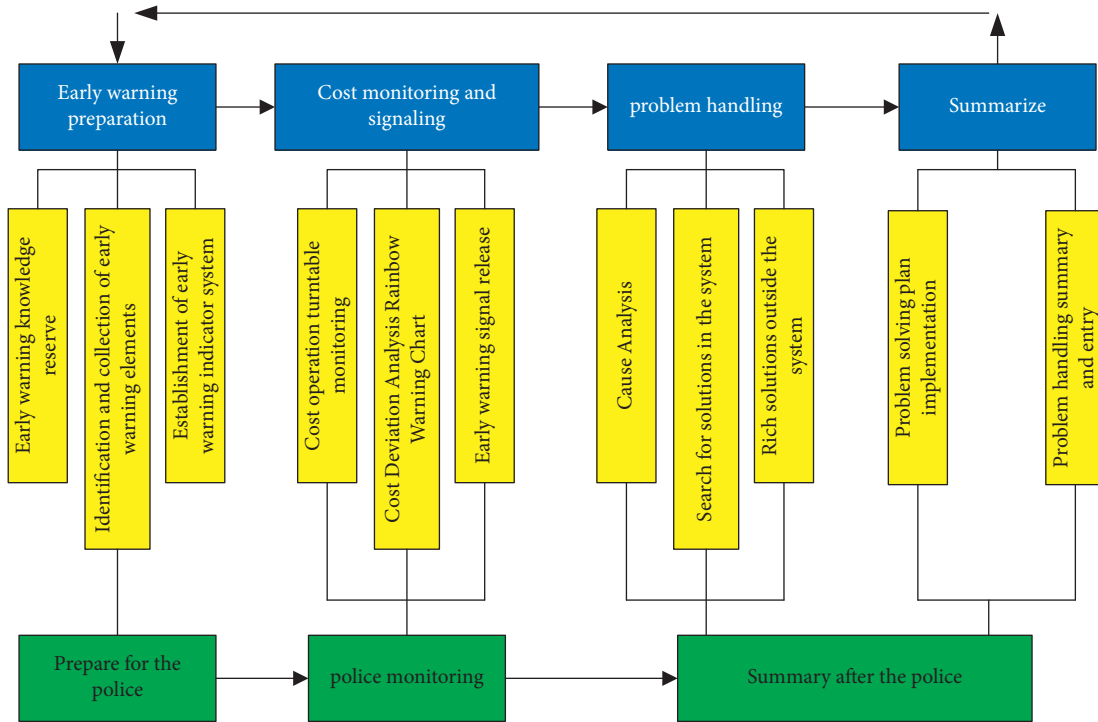 Early warning
preparation
Cost monitoring and
signaling
problem handling
Summarize
Early warning knowledge
reserve
Identification and collection of early
warning elements
Establishment of early
warning indicator system
Cost operation turntable
monitoring
Cost Deviation Analysis Rainbow
Warning Chart
Early warning signal release
Cause Analysis
Search for solutions in the system
Rich solutions outside the
system
Problem solving plan
implementation
Problem handling summary
and entry
Prepare for the
police
police monitoring
Summary after the police